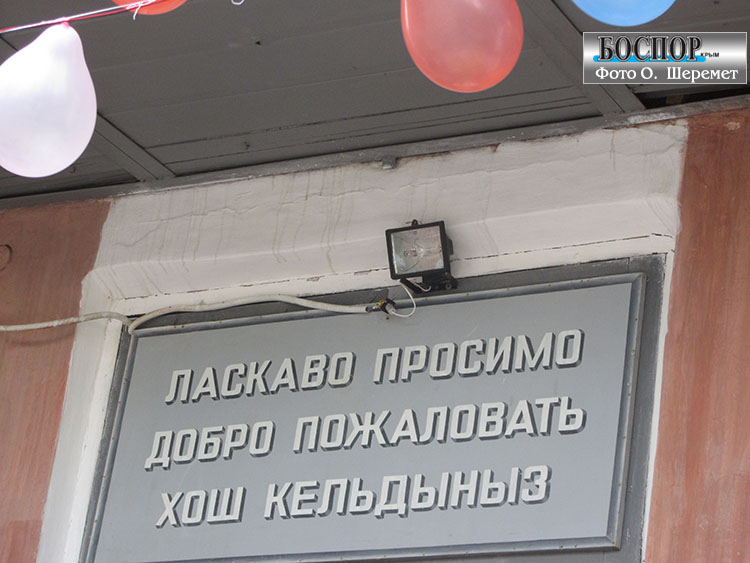 БОСПОР.КРЫМ
Фото О. Шеремет
ЛАСКАВО ПРОСИМО
ДОБРО ПОЖАЛОВАТЬ
ХОШ КЕЛЬДЫНЫЗ